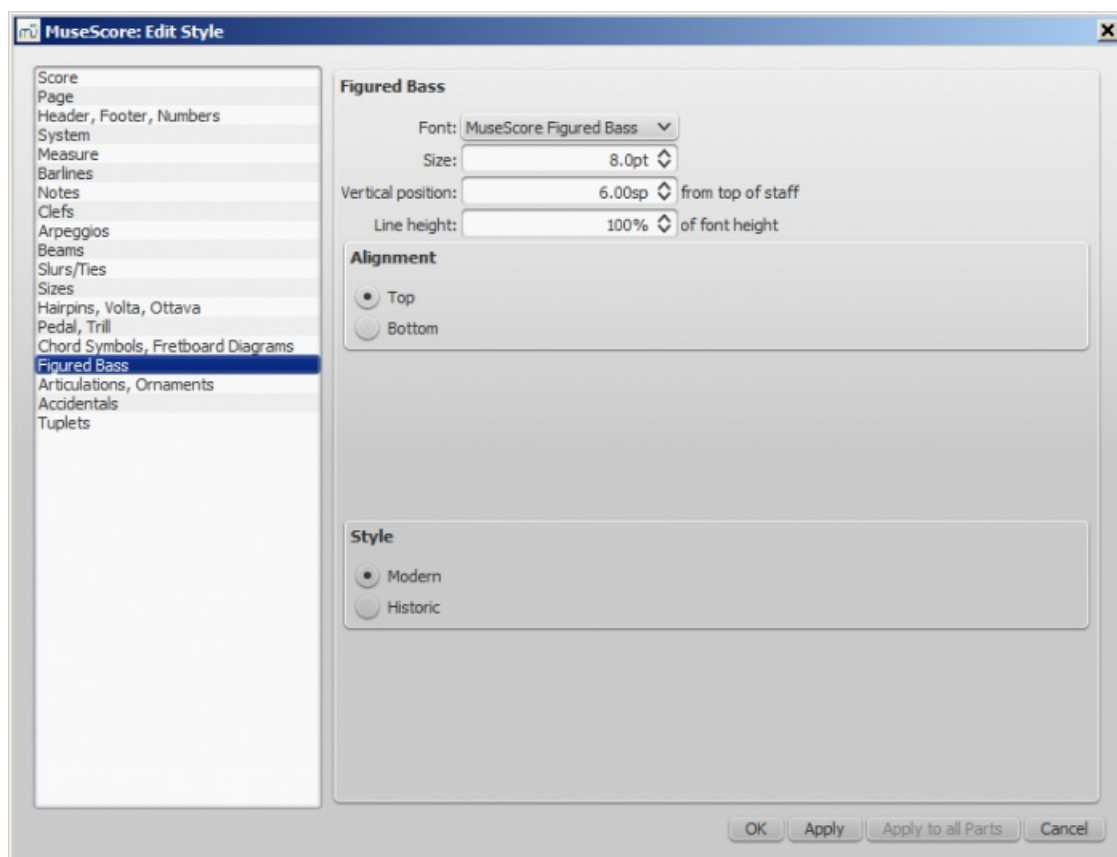 MuseScore: Edit Style
Score
Page
Header, Footer, Numbers
System
Measure
Barlines
Notes
Clefs
Arpeggios
Beams
Slurs/Ties
Sizes
Hairpins, Volta, Ottava
Pedal, Trill
Chord Symbols, Fretboard Diagrams
Figured Bass
Articulations, Ornaments
Accidentals
Tuplets
Figured Bass
Font: MuseScore Figured Bass
Size: 8.0pt
Vertical position: 6.00sp from top of staff
Line height: 100% of font height
Alignment
Top
Bottom
Style
Modern
Historic
OK Apply Apply to all Parts Cancel